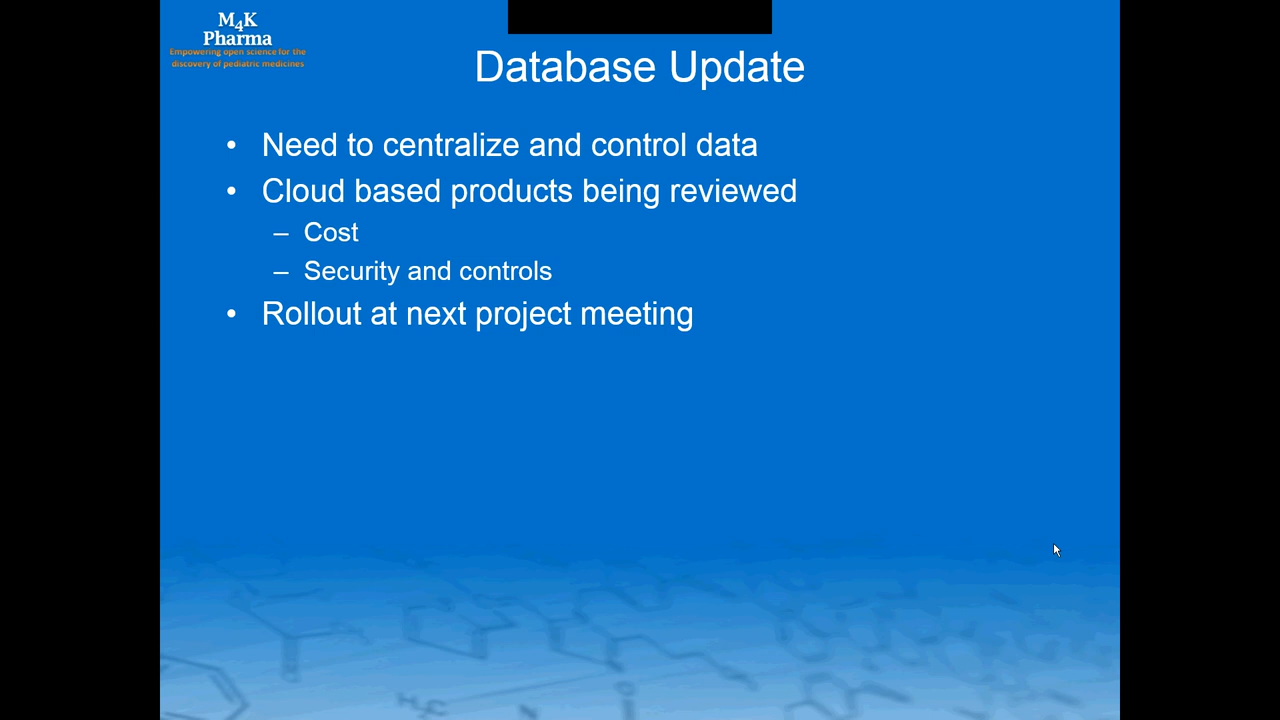 M4K
Pharma
Empowering open science for the
discovery of pediatric medicines
Database Update
• Need to centralize and control data
• Cloud based products being reviewed
– Cost
– Security and controls
• Rollout at next project meeting
H₃C
N
O